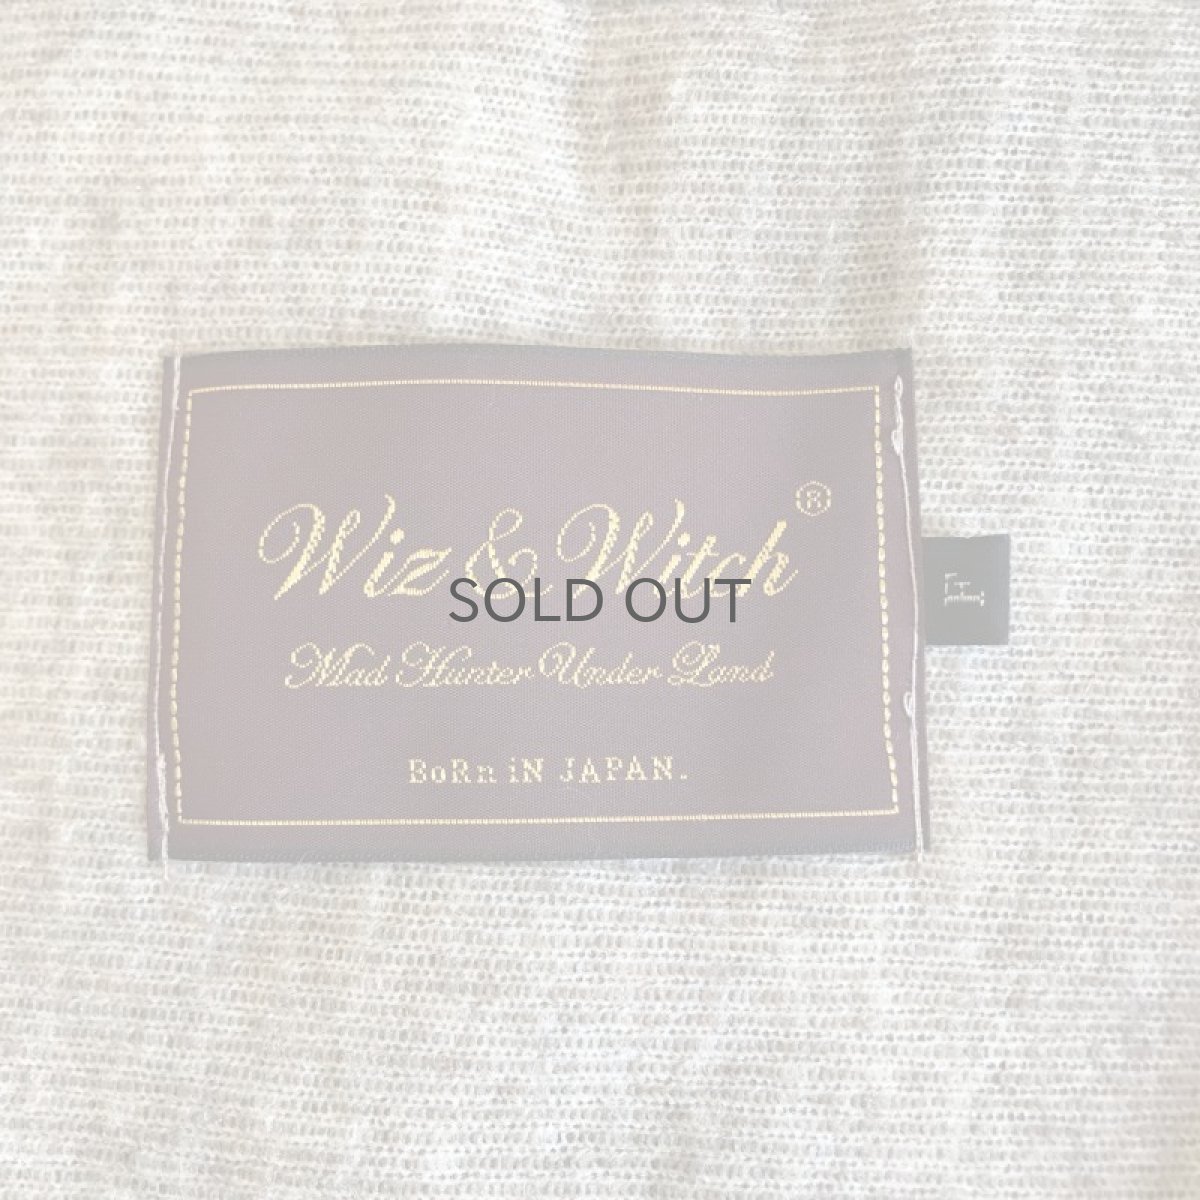 Wiz & Witch ®
SOLD OUT
Mad Hunter Under Land
BoRn iN JAPAN.